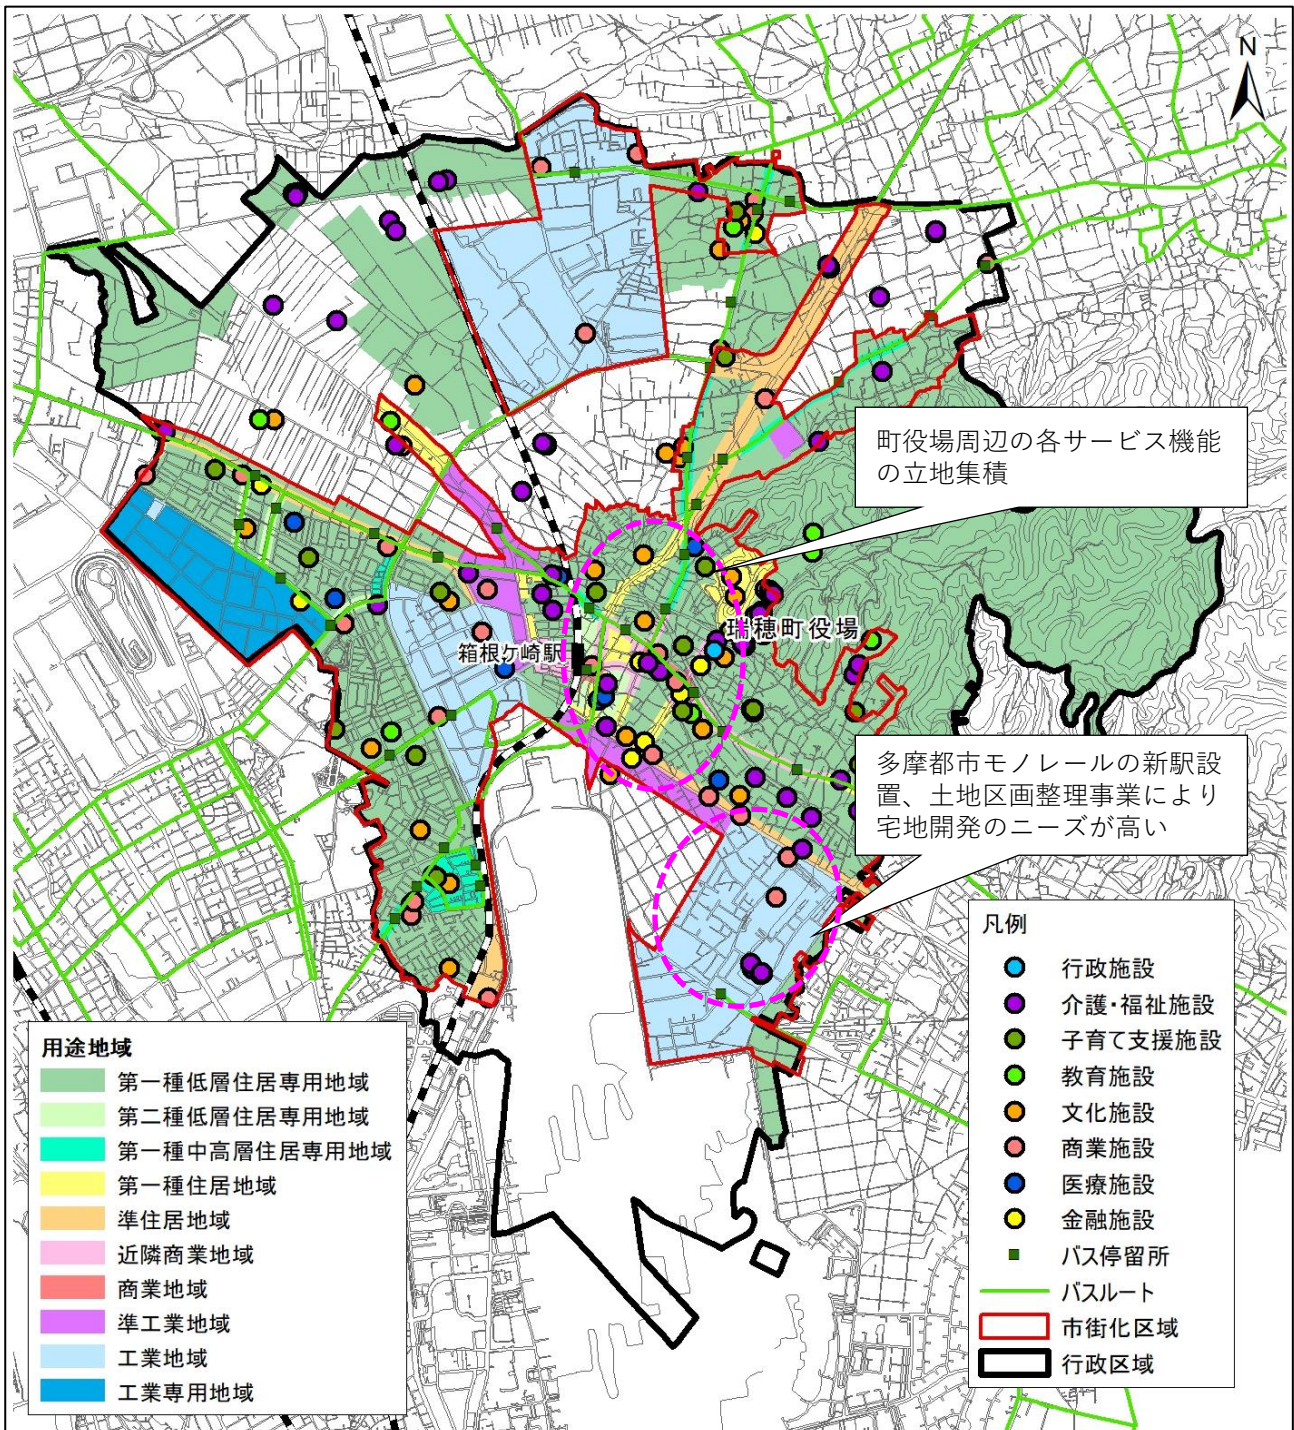 N
町役場周辺の各サービス機能
の立地集積
瑞穂町役場
箱根ケ崎駅
多摩都市モノレールの新駅設
置、土地区画整理事業により
宅地開発のニーズが高い
凡例
行政施設
介護・福祉施設
子育て支援施設
教育施設
文化施設
商業施設
医療施設
金融施設
バス停留所
バスルート
市街化区域
行政区域
用途地域
第一種低層住居専用地域
第二種低層住居専用地域
第一種中高層住居専用地域
第一種住居地域
準住居地域
近隣商業地域
商業地域
準工業地域
工業地域
工業専用地域